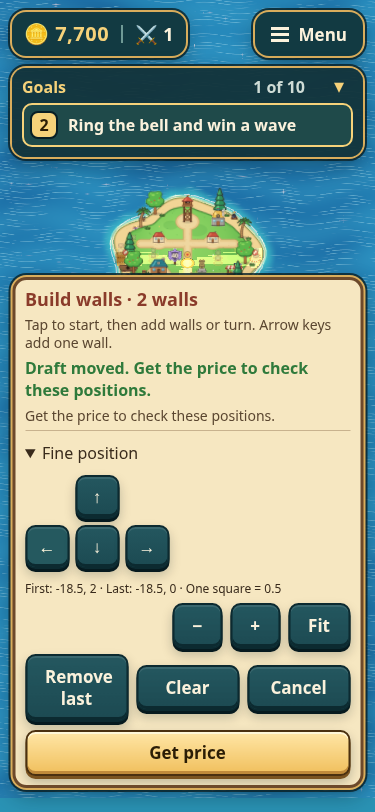 7,700 | ⚔️ 1
Menu
Goals 1 of 10 ▼
2 Ring the bell and win a wave
Build walls · 2 walls
Tap to start, then add walls or turn. Arrow keys
add one wall.
Draft moved. Get the price to check
these positions.
Get the price to check these positions.
▼ Fine position
↑
← ↓ →
First: -18.5, 2 · Last: -18.5, 0 · One square = 0.5
− + Fit
Remove
last
Clear
Cancel
Get price